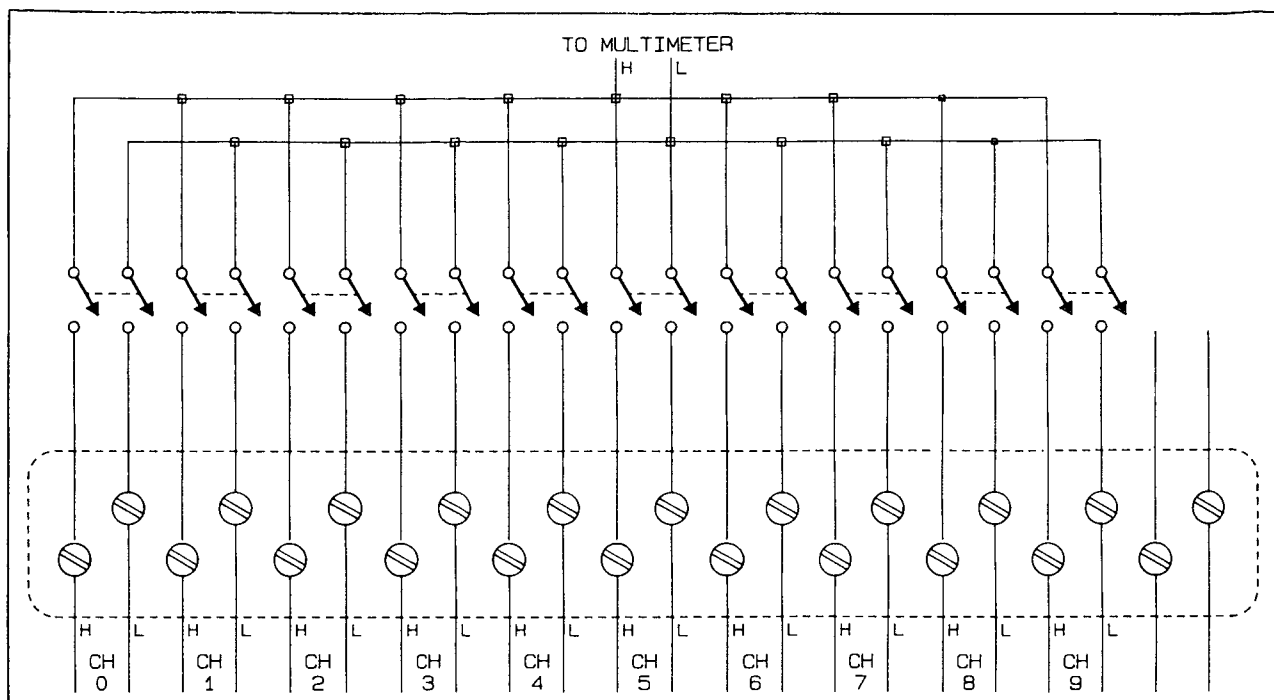 TO MULTIMETER
H L
H L H L H L H L H L H L H L H L H L H L
CH CH CH CH CH CH CH CH CH CH
0 1 2 3 4 5 6 7 8 9